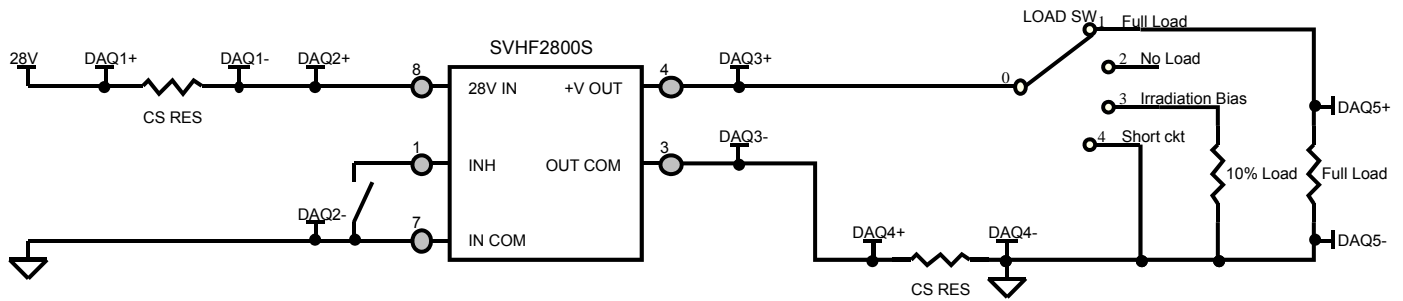 LOAD SW 1 Full Load
SVHF2800S
28V DAQ1+ DAQ1- DAQ2+ 8 4 DAQ3+ 2 No Load
0
28V IN +V OUT
3 Irradiation Bias
DAQ5+
CS RES
1 DAQ3- 4 Short ckt
3
INH OUT COM
10% Load Full Load
DAQ2- 7
DAQ4+ DAQ4-
IN COM DAQ5-
CS RES